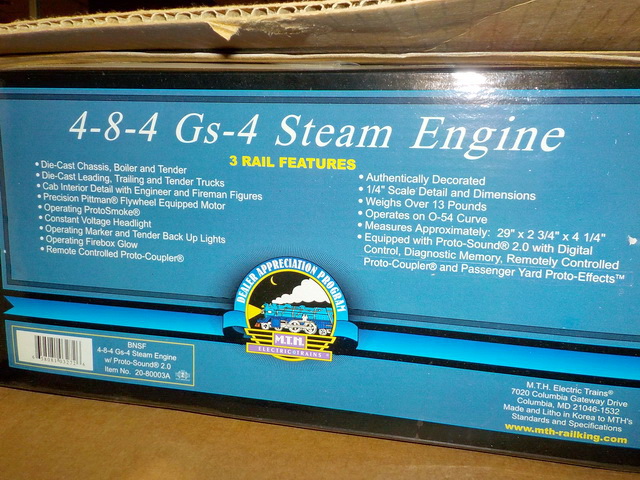 4-8-4 Gs-4 Steam Engine
3 RAIL FEATURES
• Die-Cast Chassis, Boiler and Tender
• Die-Cast Leading, Trailing and Tender Trucks
• Cab Interior Detail with Engineer and Fireman Figures
• Precision Pittman® Flywheel Equipped Motor
• Operating ProtoSmoke®
• Constant Voltage Headlight
• Operating Marker and Tender Back Up Lights
• Operating Firebox Glow
• Remote Controlled Proto-Coupler®
• Authentically Decorated
• 1/4" Scale Detail and Dimensions
• Weighs Over 13 Pounds
• Operates on O-54 Curve
• Measures Approximately: 29" x 2 3/4" x 4 1/4"
• Equipped with Proto-Sound® 2.0 with Digital
Control, Diagnostic Memory, Remotely Controlled
Proto-Coupler® and Passenger Yard Proto-Effects™
DEALER APPRECIATION PROGRAM
M.T.H.
ELECTRIC TRAINS
BNSF
4-8-4 Gs-4 Steam Engine
w/ Proto-Sound® 2.0
Item No. 20-80003A
M.T.H. Electric Trains®
7020 Columbia Gateway Drive
Columbia, MD 21046-1532
Made and Litho in Korea to MTH's
Standards and Specifications
www.mth-railking.com